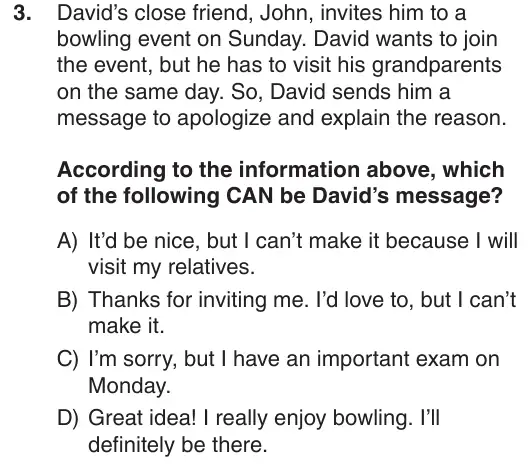 3. David’s close friend, John, invites him to a
bowling event on Sunday. David wants to join
the event, but he has to visit his grandparents
on the same day. So, David sends him a
message to apologize and explain the reason.
According to the information above, which
of the following CAN be David’s message?
A) It’d be nice, but I can’t make it because I will
visit my relatives.
B) Thanks for inviting me. I’d love to, but I can’t
make it.
C) I’m sorry, but I have an important exam on
Monday.
D) Great idea! I really enjoy bowling. I’ll
definitely be there.